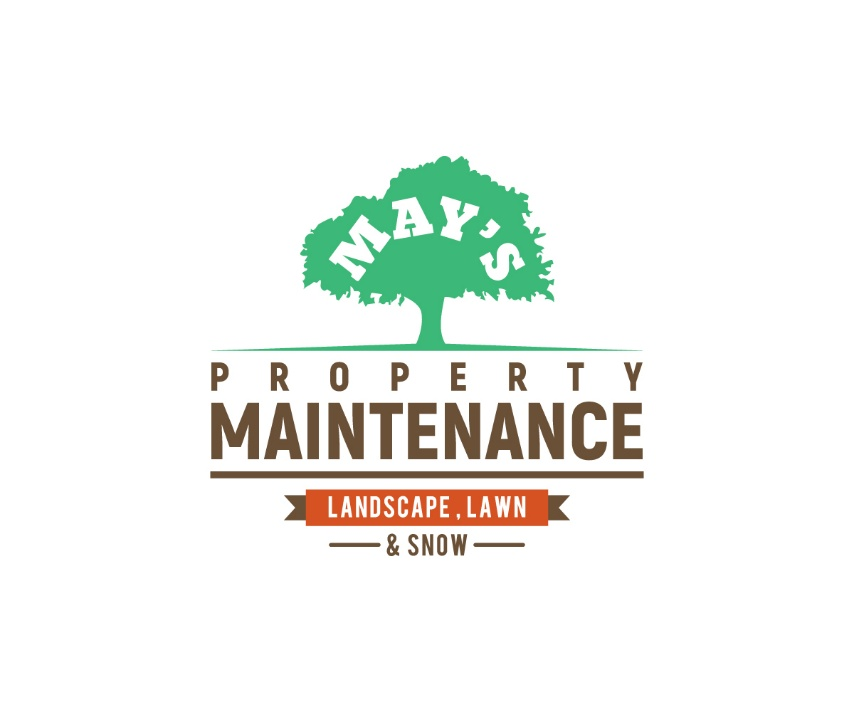 MAY'S
PROPERTY
MAINTENANCE
LANDSCAPE, LAWN
& SNOW